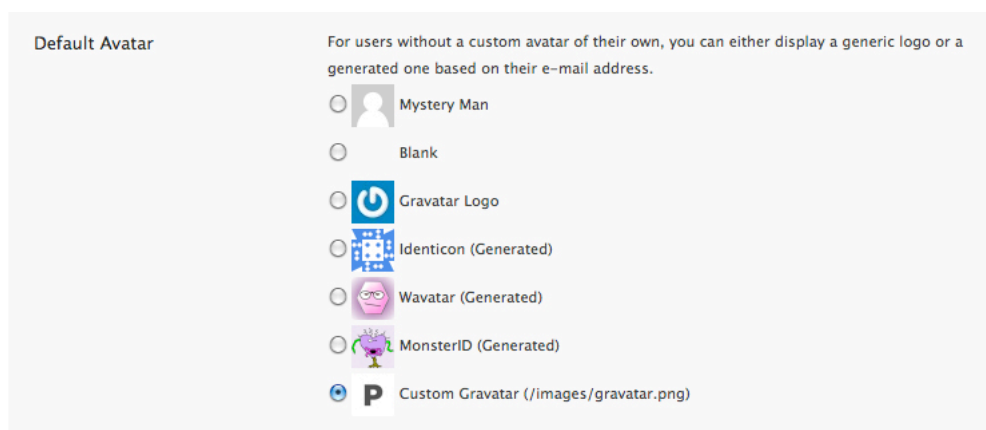 Default Avatar
For users without a custom avatar of their own, you can either display a generic logo or a
generated one based on their e-mail address.
Mystery Man
Blank
Gravatar Logo
Identicon (Generated)
Wavatar (Generated)
MonsterID (Generated)
P Custom Gravatar (/images/gravatar.png)